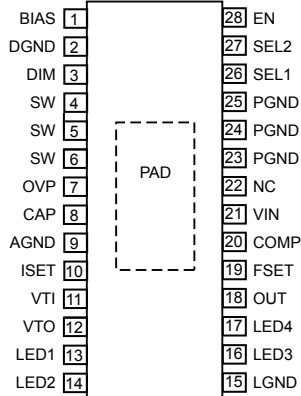 BIAS 1 28 EN
DGND 2 27 SEL2
DIM 3 26 SEL1
SW 4 25 PGND
SW 5 24 PGND
SW 6 PAD 23 PGND
OVP 7 22 NC
CAP 8 21 VIN
AGND 9 20 COMP
ISET 10 19 FSET
VTI 11 18 OUT
VTO 12 17 LED4
LED1 13 16 LED3
LED2 14 15 LGND